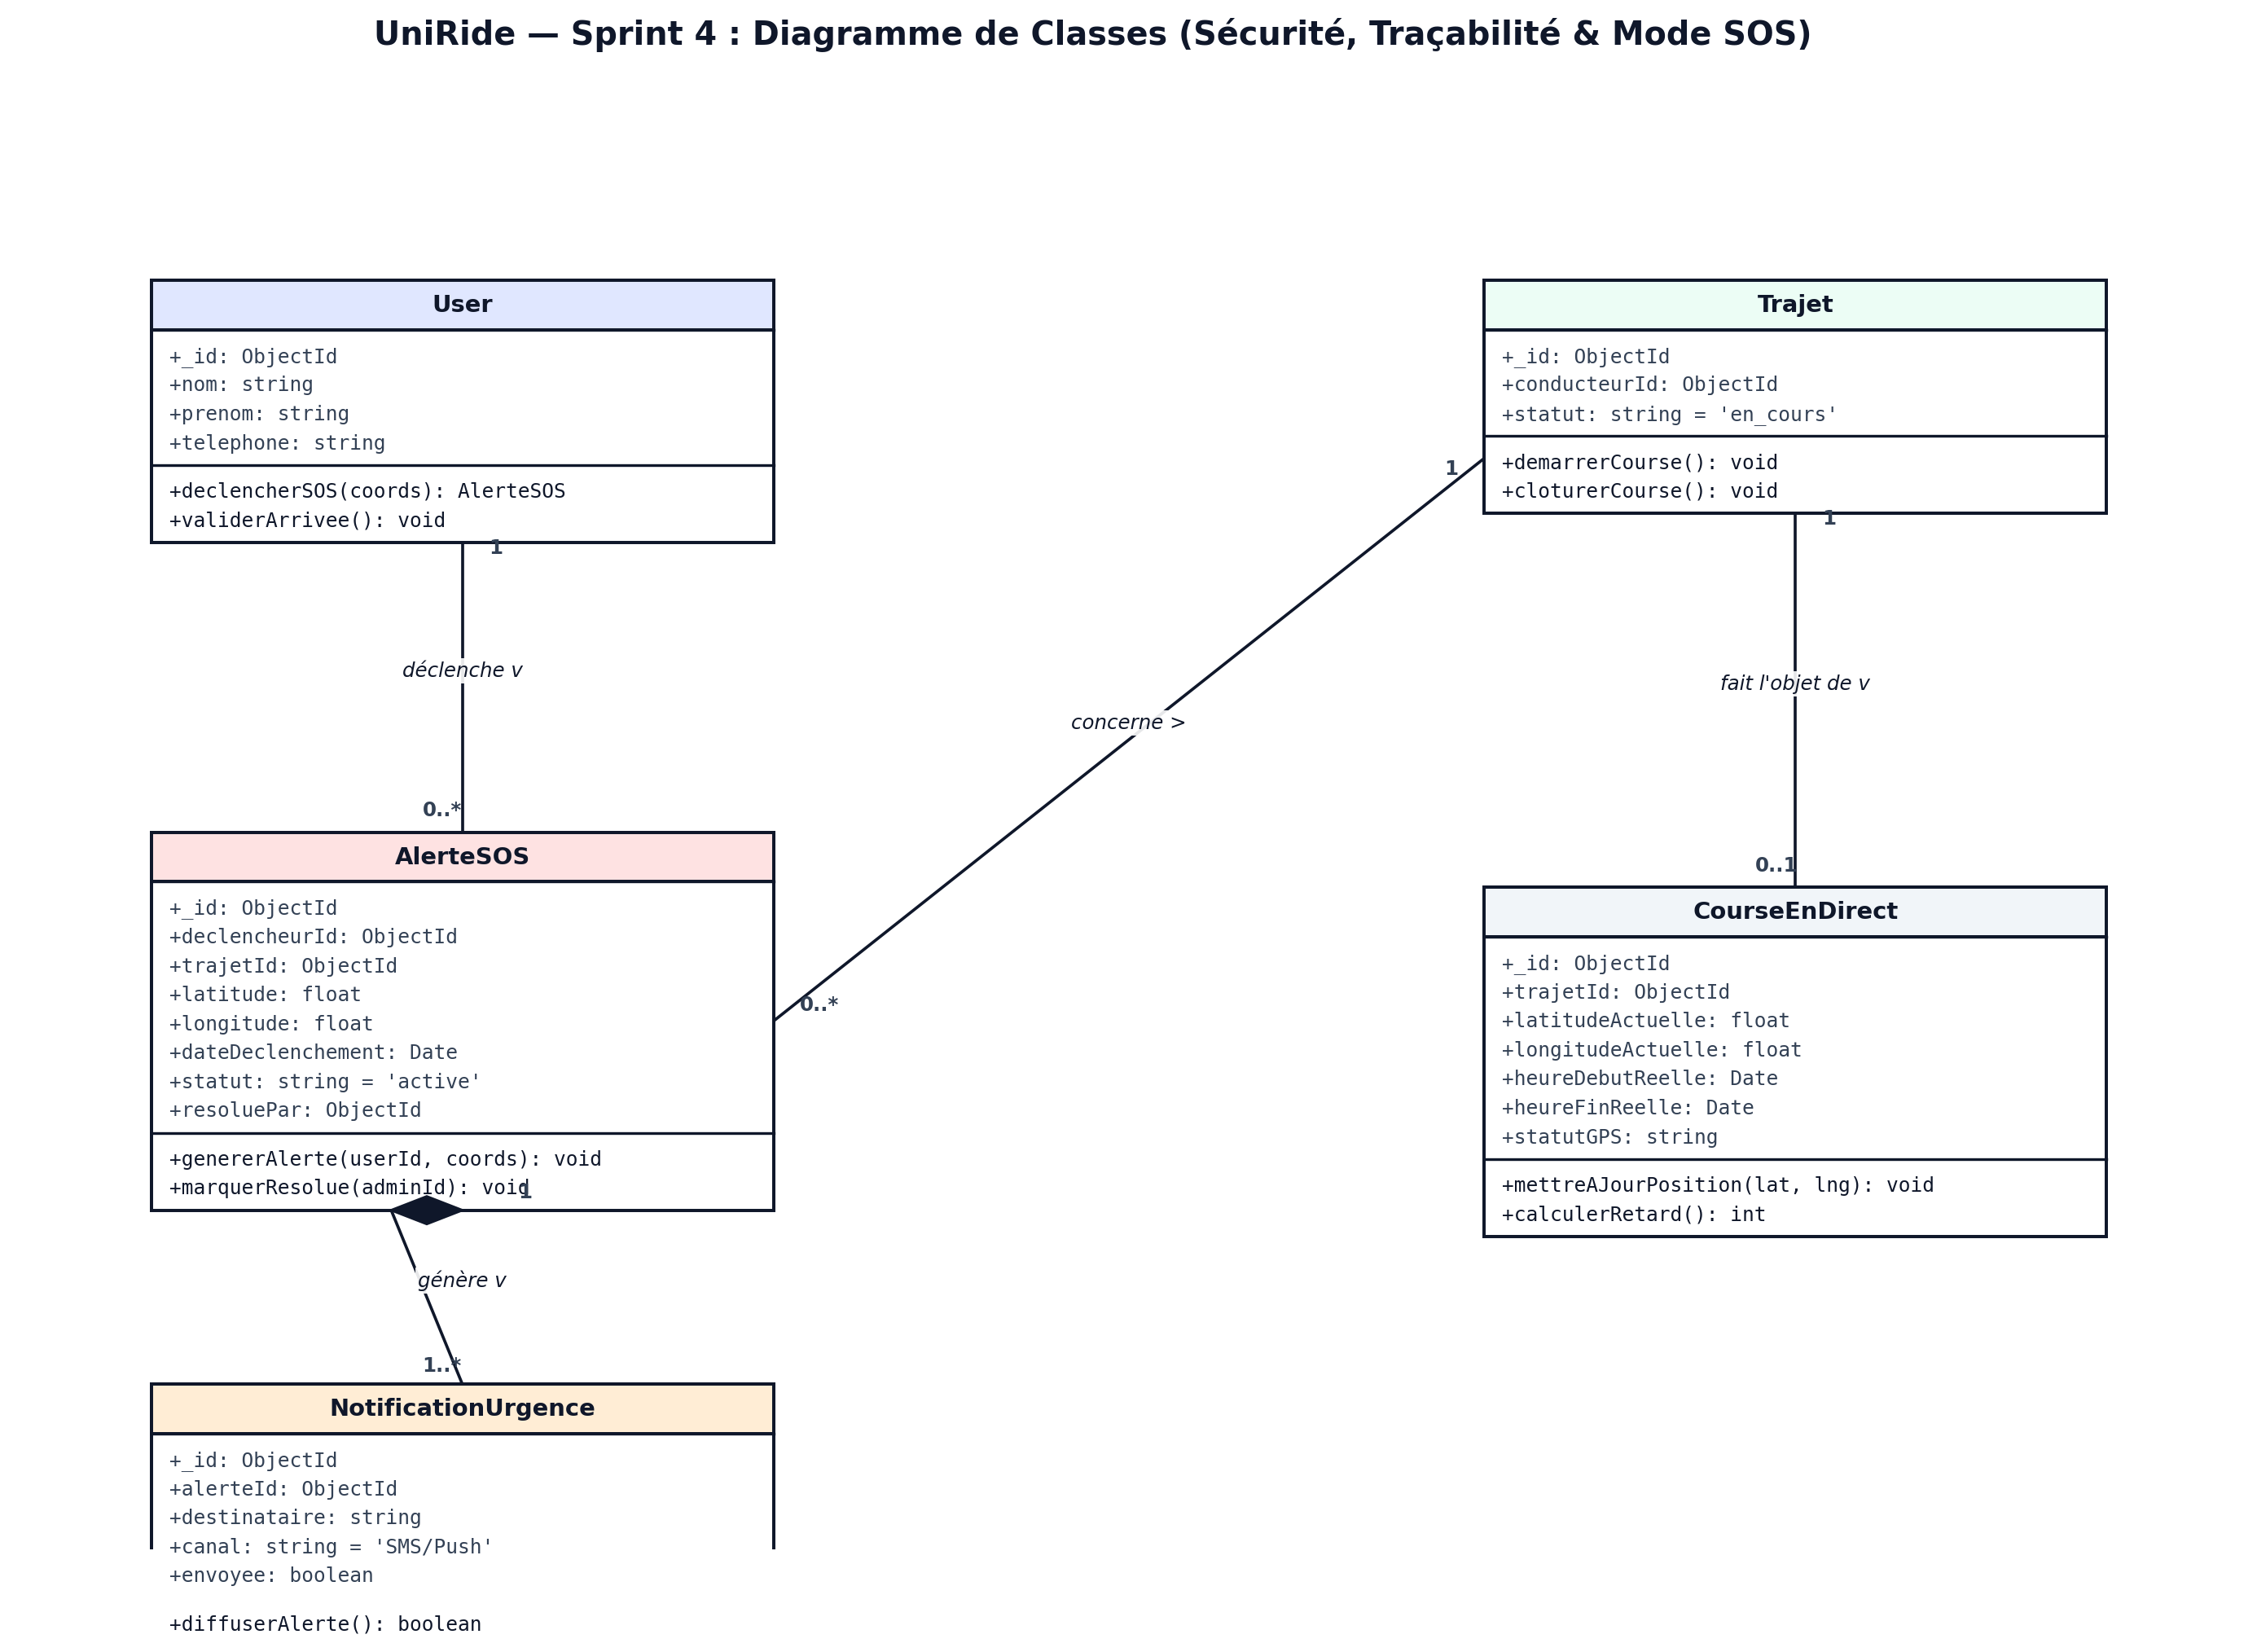 UniRide — Sprint 4 : Diagramme de Classes (Sécurité, Traçabilité & Mode SOS)
User
+_id: ObjectId
+nom: string
+prenom: string
+telephone: string
+declencherSOS(coords): AlerteSOS
+validerArrivee(): void
1
déclenche v
0..*
Trajet
+_id: ObjectId
+conducteurId: ObjectId
+statut: string = 'en_cours'
+demarrerCourse(): void
+cloturerCourse(): void
1
1
concerne >
0..*
fait l'objet de v
0..1
AlerteSOS
+_id: ObjectId
+declencheurId: ObjectId
+trajetId: ObjectId
+latitude: float
+longitude: float
+dateDeclenchement: Date
+statut: string = 'active'
+resoluePar: ObjectId
+genererAlerte(userId, coords): void
+marquerResolue(adminId): void
1
génère v
1..*
CourseEnDirect
+_id: ObjectId
+trajetId: ObjectId
+latitudeActuelle: float
+longitudeActuelle: float
+heureDebutReelle: Date
+heureFinReelle: Date
+statutGPS: string
+mettreAJourPosition(lat, lng): void
+calculerRetard(): int
NotificationUrgence
+_id: ObjectId
+alerteId: ObjectId
+destinataire: string
+canal: string = 'SMS/Push'
+envoyee: boolean
+diffuserAlerte(): boolean